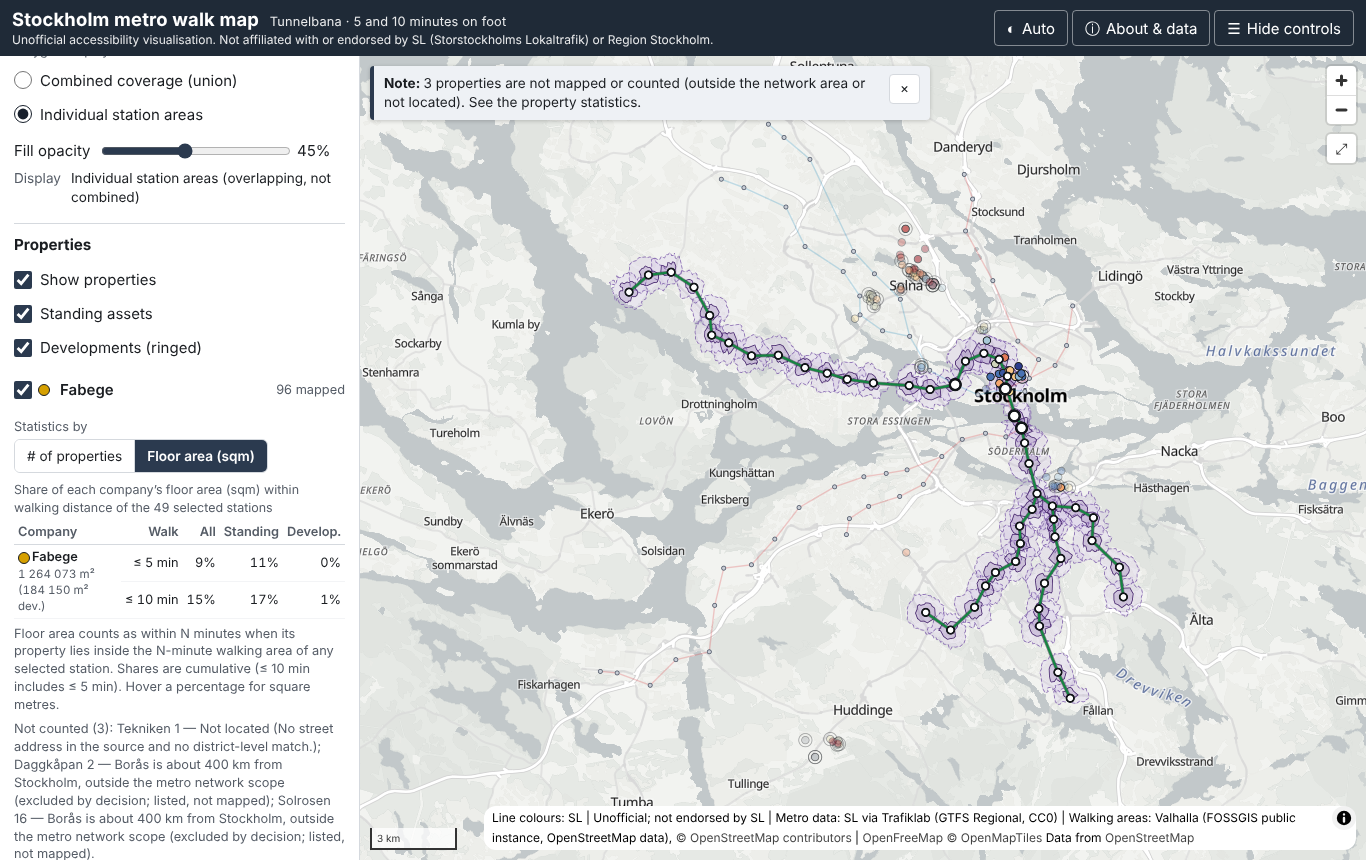 Stockholm metro walk map Tunnelbana · 5 and 10 minutes on foot
Unofficial accessibility visualisation. Not affiliated with or endorsed by SL (Storstockholms Lokaltrafik) or Region Stockholm.
Auto
About & data
Hide controls
Combined coverage (union)
Individual station areas
Fill opacity 45%
Display Individual station areas (overlapping, not
combined)
Properties
Show properties
Standing assets
Developments (ringed)
Fabege 96 mapped
Statistics by
# of properties Floor area (sqm)
Share of each company's floor area (sqm) within
walking distance of the 49 selected stations
Company Walk All Standing Develop.
Fabege
1 264 073 m²
(184 150 m²
dev.)
≤ 5 min 9% 11% 0%
≤ 10 min 15% 17% 1%
Floor area counts as within N minutes when its
property lies inside the N-minute walking area of any
selected station. Shares are cumulative (≤ 10 min
includes ≤ 5 min). Hover a percentage for square
metres.
Not counted (3): Tekniken 1 — Not located (No street
address in the source and no district-level match.);
Daggkåpan 2 — Borås is about 400 km from
Stockholm, outside the metro network scope
(excluded by decision; listed, not mapped); Solrosen
16 — Borås is about 400 km from Stockholm, outside
the metro network scope (excluded by decision; listed,
not mapped).
Note: 3 properties are not mapped or counted (outside the network area or
not located). See the property statistics.
×
+
−
Sollentuna
Danderyd
Djursholm
Stocksund
Tranholmen
FÄRINGSÖ
Lidingö
Västra Yttringe
STORA
Solna
Sånga
Stockby
Kumla by
Sockarby
Halvkakssundet
Stenhamra
Stockholm
STORA
FJÄDERHOLMEN
Drottningholm
LOVÖN
STORA ESSINGEN
Boo
Tureholm
SÖDERMALM
Nacka
Kungshättan
Baggen
EKERÖ
Eriksberg
Hästhagen
Sundby
Älvnäs
Ekerö
Fisksätra
HELGÖ
Ekerö
sommarstad
Solsidan
Älta
Fiskarhagen
Drevviken
Huddinge
Fållan
Gimm
Drevviksstrand
Tullinge
Tumba
3 km
Line colours: SL | Unofficial; not endorsed by SL | Metro data: SL via Trafiklab (GTFS Regional, CC0) | Walking areas: Valhalla (FOSSGIS public
instance, OpenStreetMap data), © OpenStreetMap contributors | OpenFreeMap © OpenMapTiles Data from OpenStreetMap